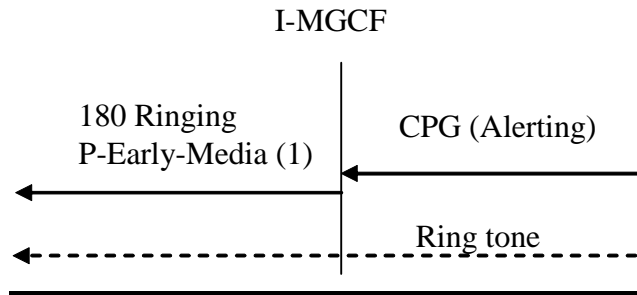 I-MGCF
180 Ringing
P-Early-Media (1)
CPG (Alerting)
Ring tone